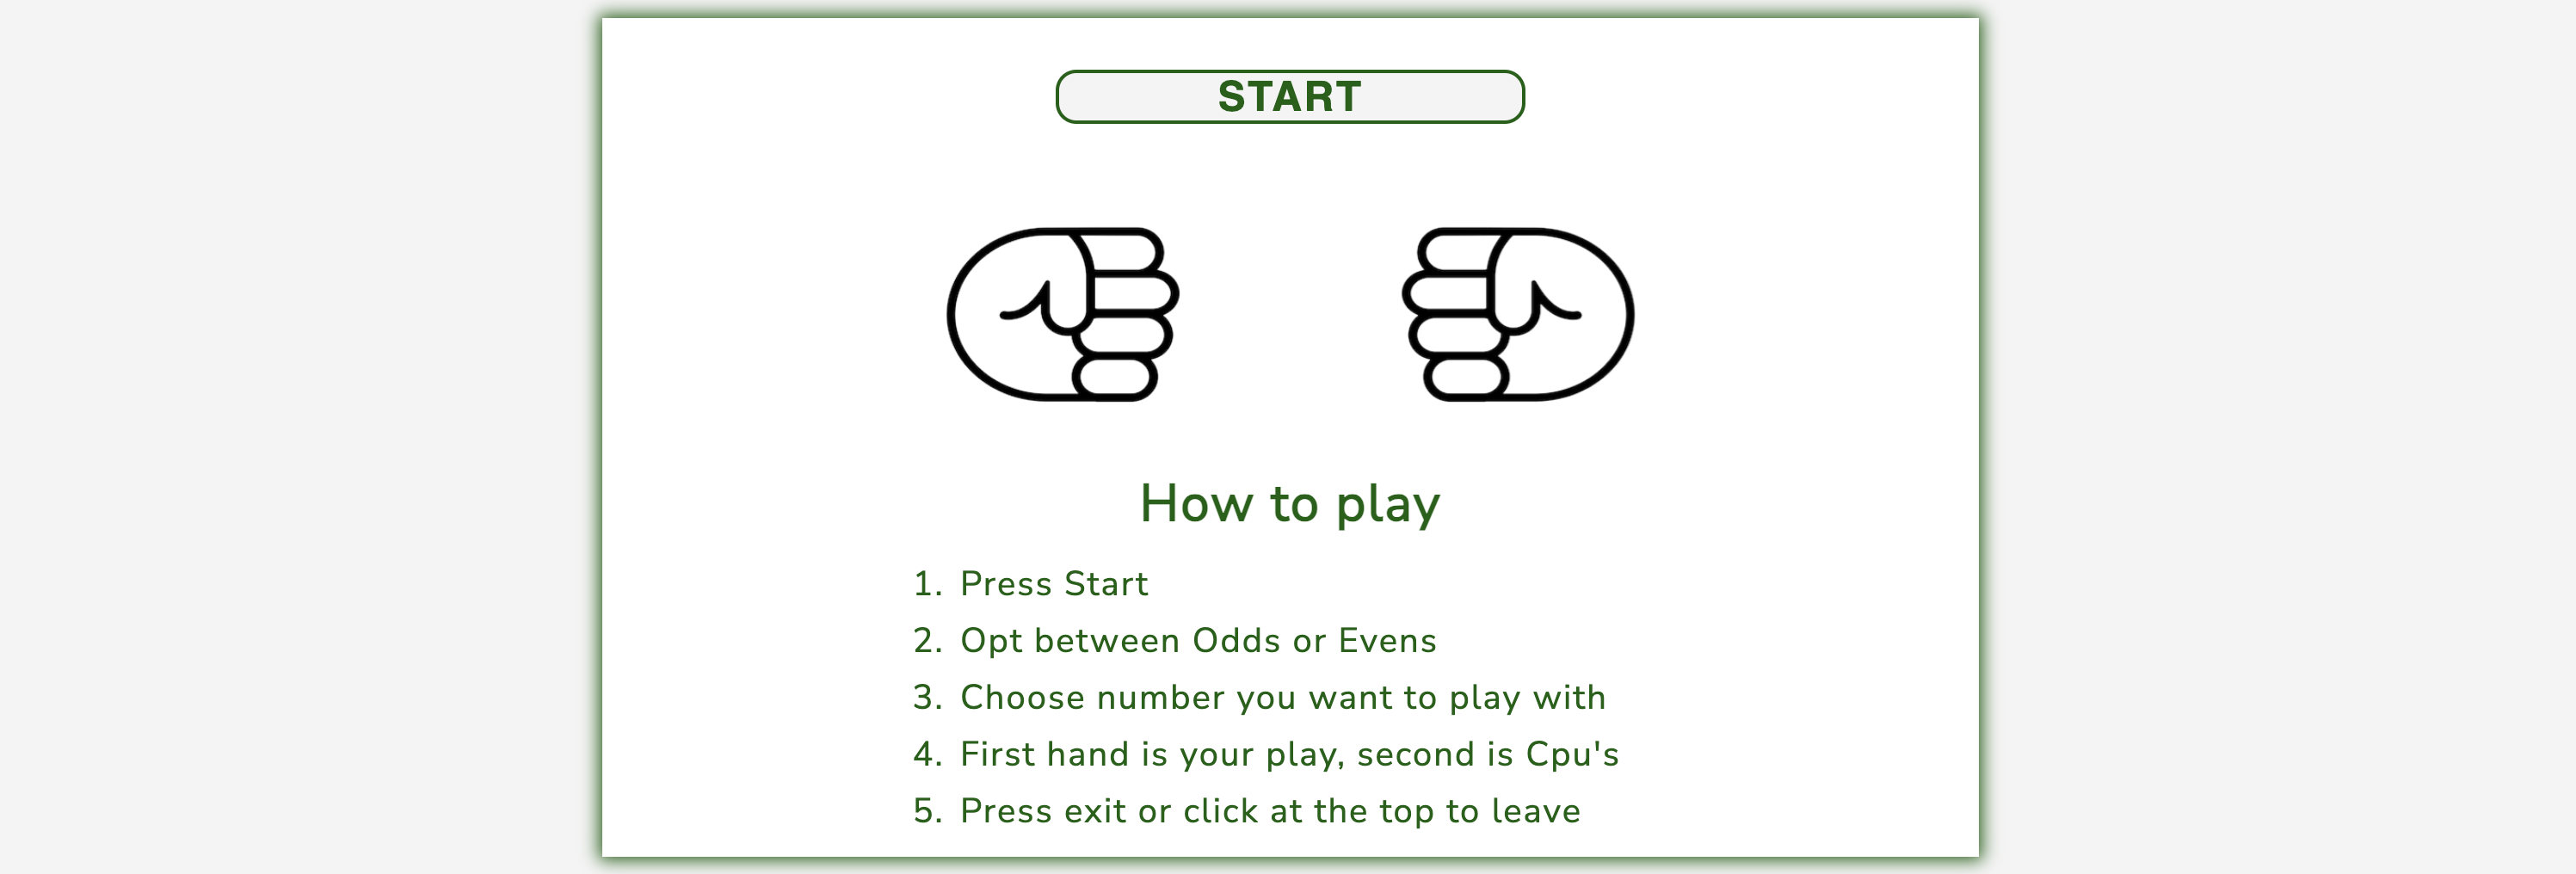 START
How to play
1. Press Start
2. Opt between Odds or Evens
3. Choose number you want to play with
4. First hand is your play, second is Cpu's
5. Press exit or click at the top to leave